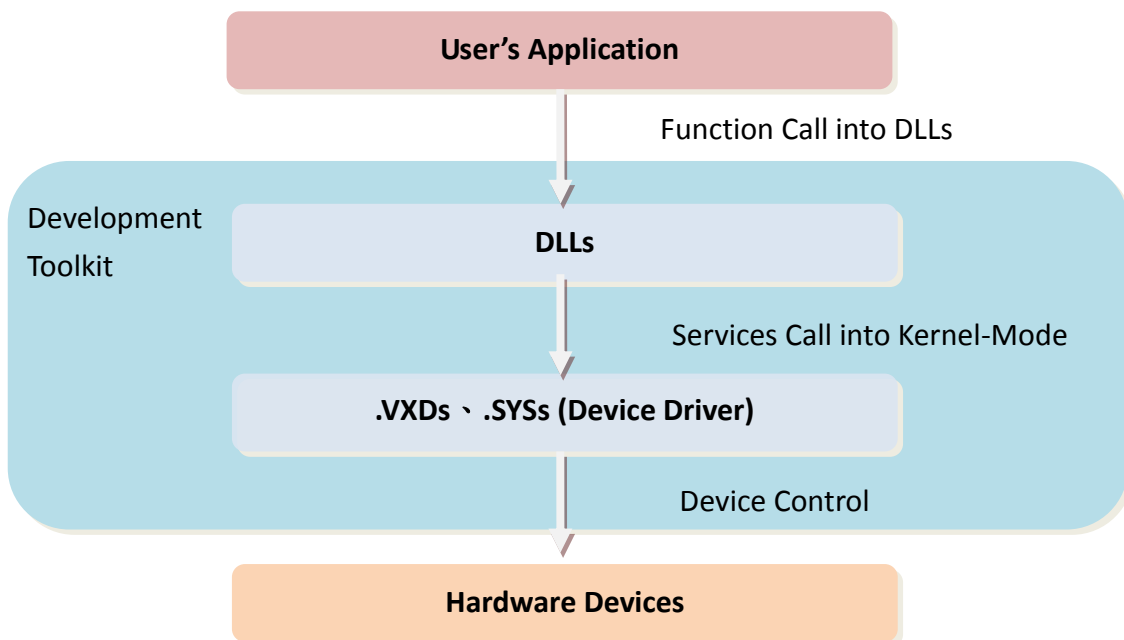 User’s Application
Function Call into DLLs
Development
Toolkit
DLLs
Services Call into Kernel-Mode
.VXDs、.SYSs (Device Driver)
Device Control
Hardware Devices